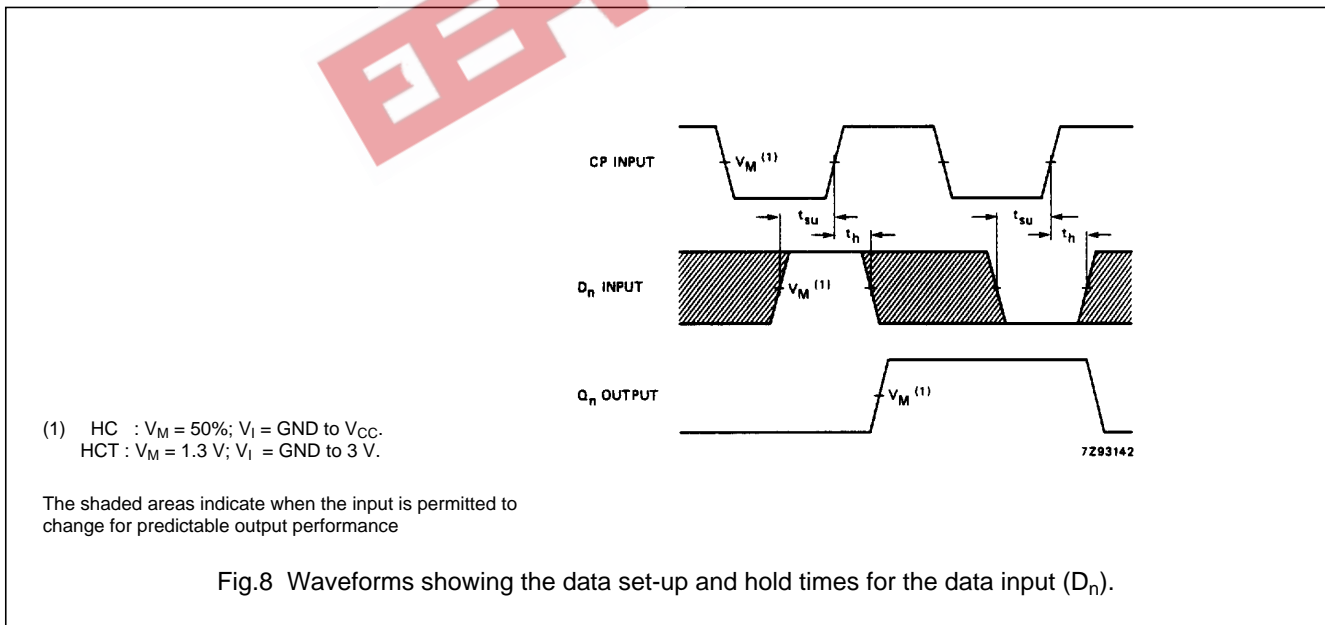 CP INPUT
V_M (1)
t_su
t_h
t_su
t_h
D_n INPUT
V_M (1)
Q_n OUTPUT
V_M (1)
7Z93142
(1) HC : V_M = 50%; V_I = GND to V_CC.
HCT : V_M = 1.3 V; V_I = GND to 3 V.
The shaded areas indicate when the input is permitted to
change for predictable output performance
Fig.8 Waveforms showing the data set-up and hold times for the data input (D_n).